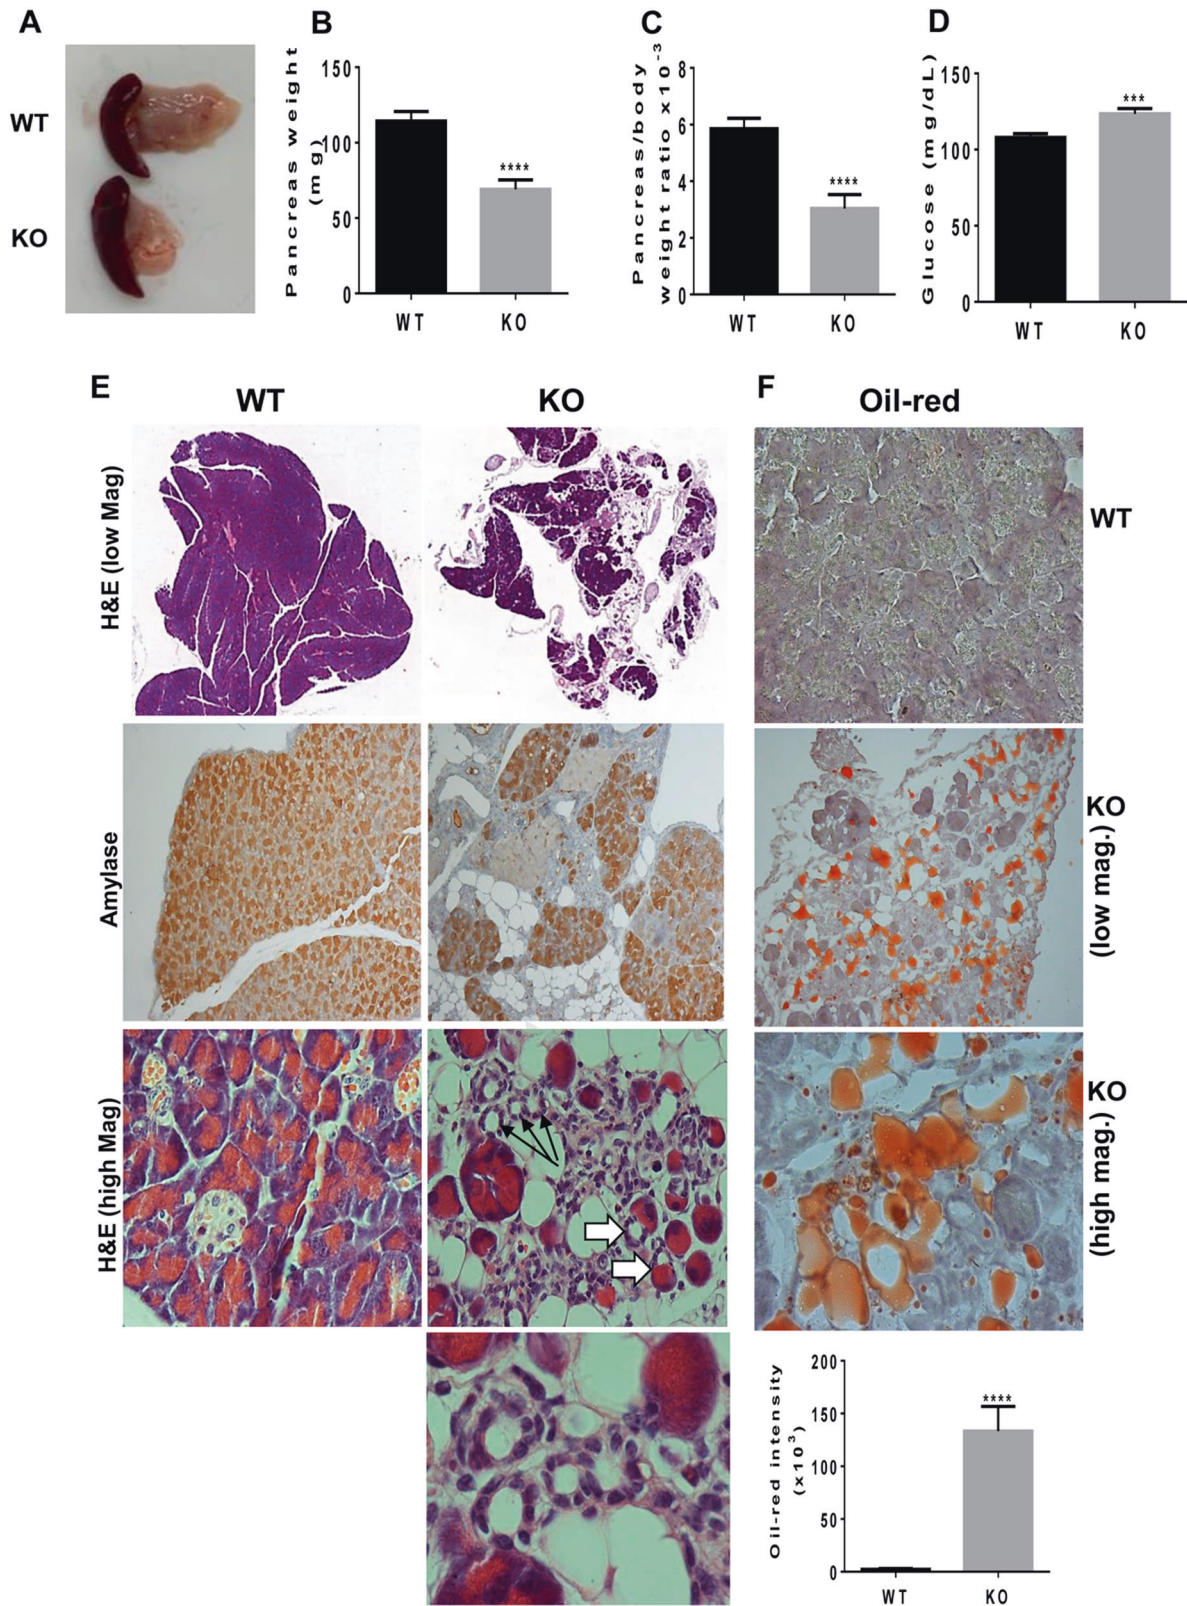 A
WT
KO
B
Pancreas weight
(mg)
150
100
50
0
****
WT
KO
C
Pancreas/body
weight ratio x10⁻³
8
6
4
2
0
****
WT
KO
D
Glucose (mg/dL)
150
100
50
0
***
WT
KO
E
WT
KO
H&E (low Mag)
Amylase
H&E (high Mag)
F
Oil-red
WT
KO
(low mag.)
KO
(high mag.)
Oil-red intensity
(x10³)
200
150
100
50
0
****
WT
KO